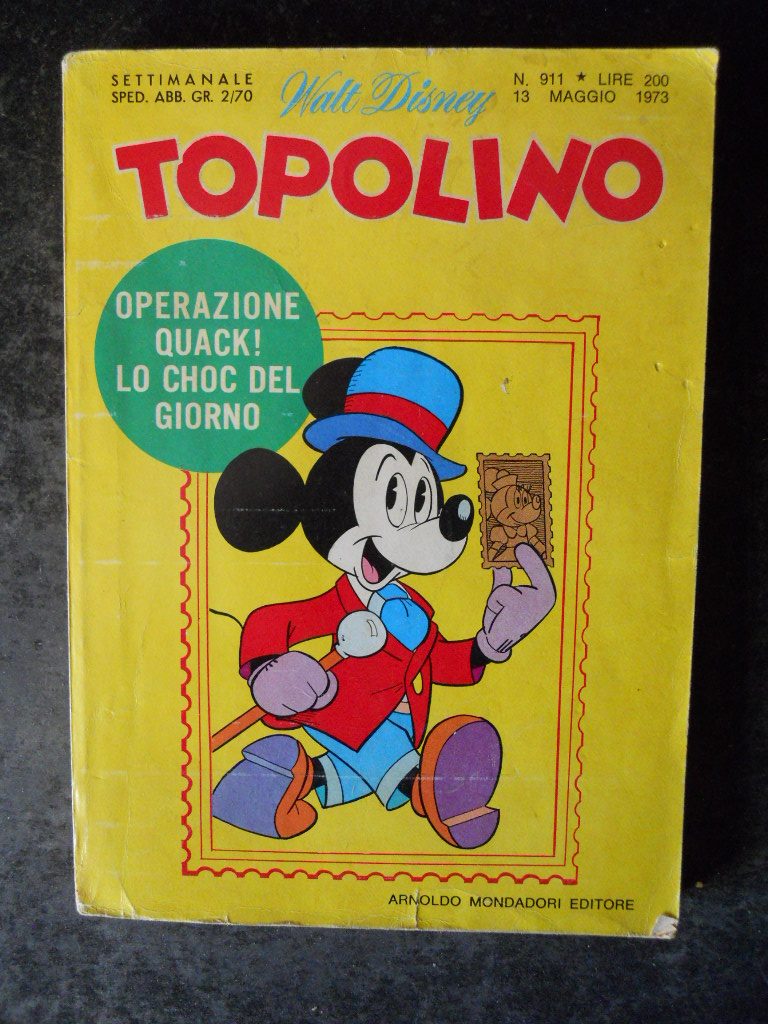 SETTIMANALE
SPED. ABB. GR. 2/70
Walt Disney
N. 911 ★ LIRE 200
13 MAGGIO 1973
TOPOLINO
OPERAZIONE
QUACK!
LO CHOC DEL
GIORNO
ARNOLDO MONDADORI EDITORE